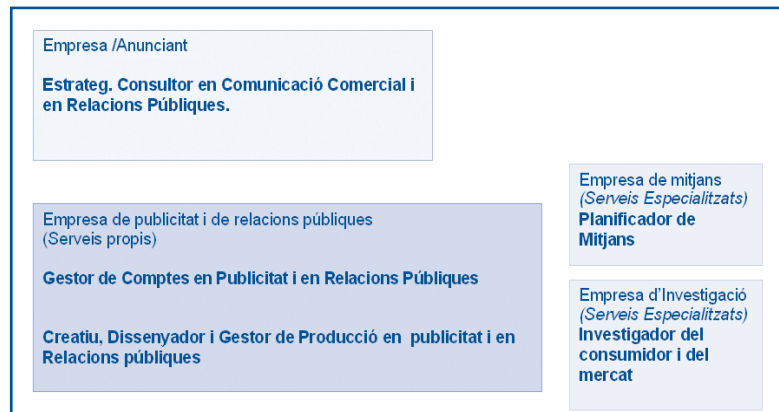 Empresa /Anunciant
Estrateg. Consultor en Comunicació Comercial i
en Relacions Públiques.
Empresa de publicitat i de relacions públiques
(Serveis propis)
Gestor de Comptes en Publicitat i en Relacions Públiques
Creatiu, Dissenyador i Gestor de Producció en publicitat i en
Relacions públiques
Empresa de mitjans
(Serveis Especialitzats)
Planificador de
Mitjans
Empresa d'Investigació
(Serveis Especialitzats)
Investigador del
consumidor i del
mercat